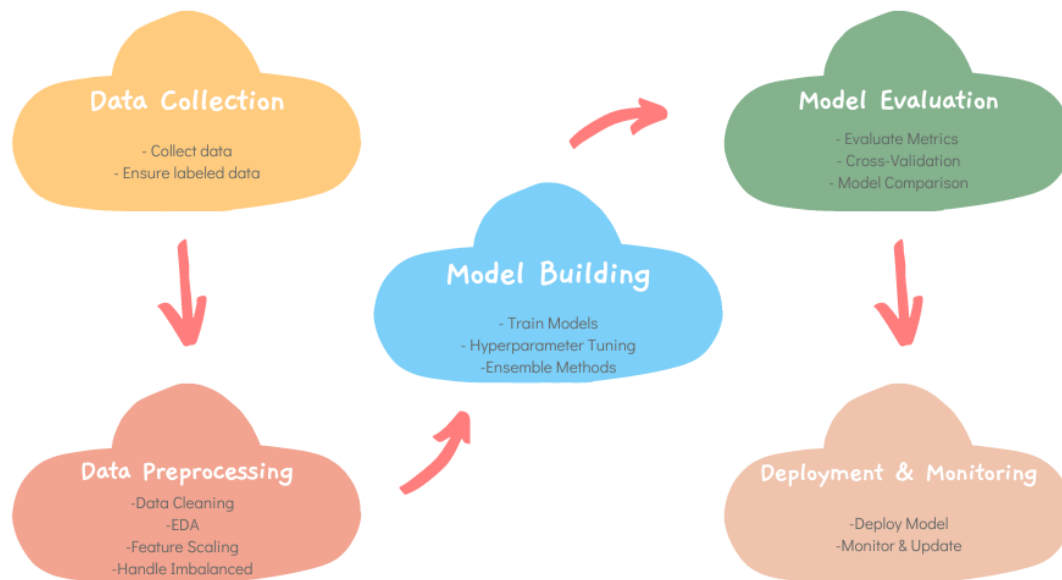 Data Collection
- Collect data
- Ensure labeled data
Data Preprocessing
-Data Cleaning
-EDA
-Feature Scaling
-Handle Imbalanced
Model Building
- Train Models
- Hyperparameter Tuning
-Ensemble Methods
Model Evaluation
- Evaluate Metrics
- Cross-Validation
- Model Comparison
Deployment & Monitoring
-Deploy Model
-Monitor & Update